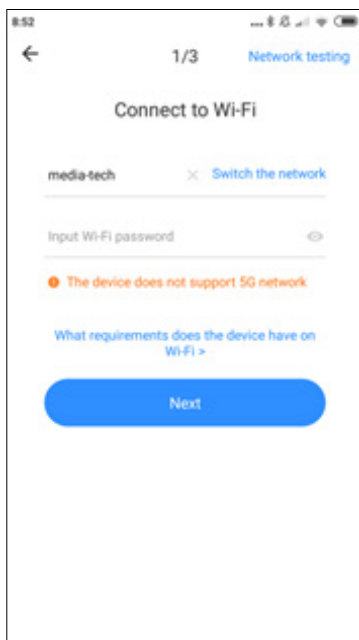 8:52
1/3
Network testing
Connect to Wi-Fi
media-tech
Switch the network
Input Wi-Fi password
The device does not support 5G network
What requirements does the device have on
Wi-Fi >
Next